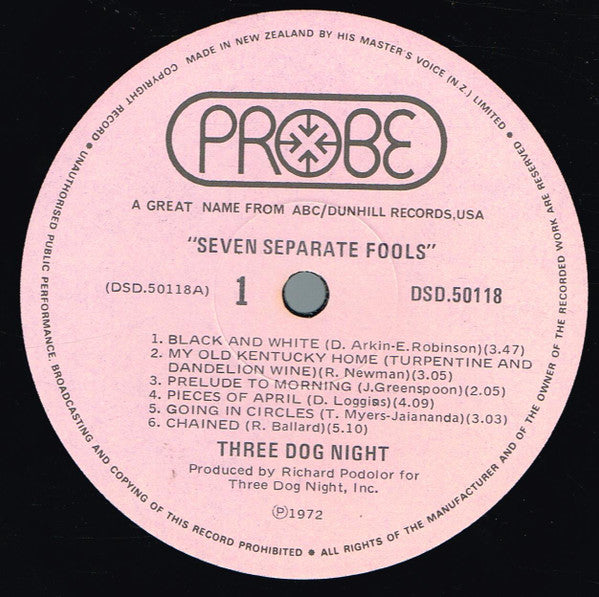 COPYRIGHT RECORD • MADE IN NEW ZEALAND BY HIS MASTER'S VOICE (N.Z.) LIMITED • ALL RIGHTS OF THE MANUFACTURER AND OF THE OWNER OF THE RECORDED WORK ARE RESERVED • UNAUTHORISED PUBLIC PERFORMANCE, BROADCASTING AND COPYING OF THIS RECORD PROHIBITED •
PROBE
A GREAT NAME FROM ABC/DUNHILL RECORDS,USA
"SEVEN SEPARATE FOOLS"
(DSD.50118A) 1 DSD.50118
1. BLACK AND WHITE (D. Arkin-E.Robinson)(3.47)
2. MY OLD KENTUCKY HOME (TURPENTINE AND
DANDELION WINE)(R. Newman)(3.05)
3. PRELUDE TO MORNING (J.Greenspoon)(2.05)
4. PIECES OF APRIL (D. Loggins)(4.09)
5. GOING IN CIRCLES (T. Myers-Jaiananda)(3.03)
6. CHAINED (R. Ballard)(5.10)
THREE DOG NIGHT
Produced by Richard Podolor for
Three Dog Night, Inc.
Ⓟ1972